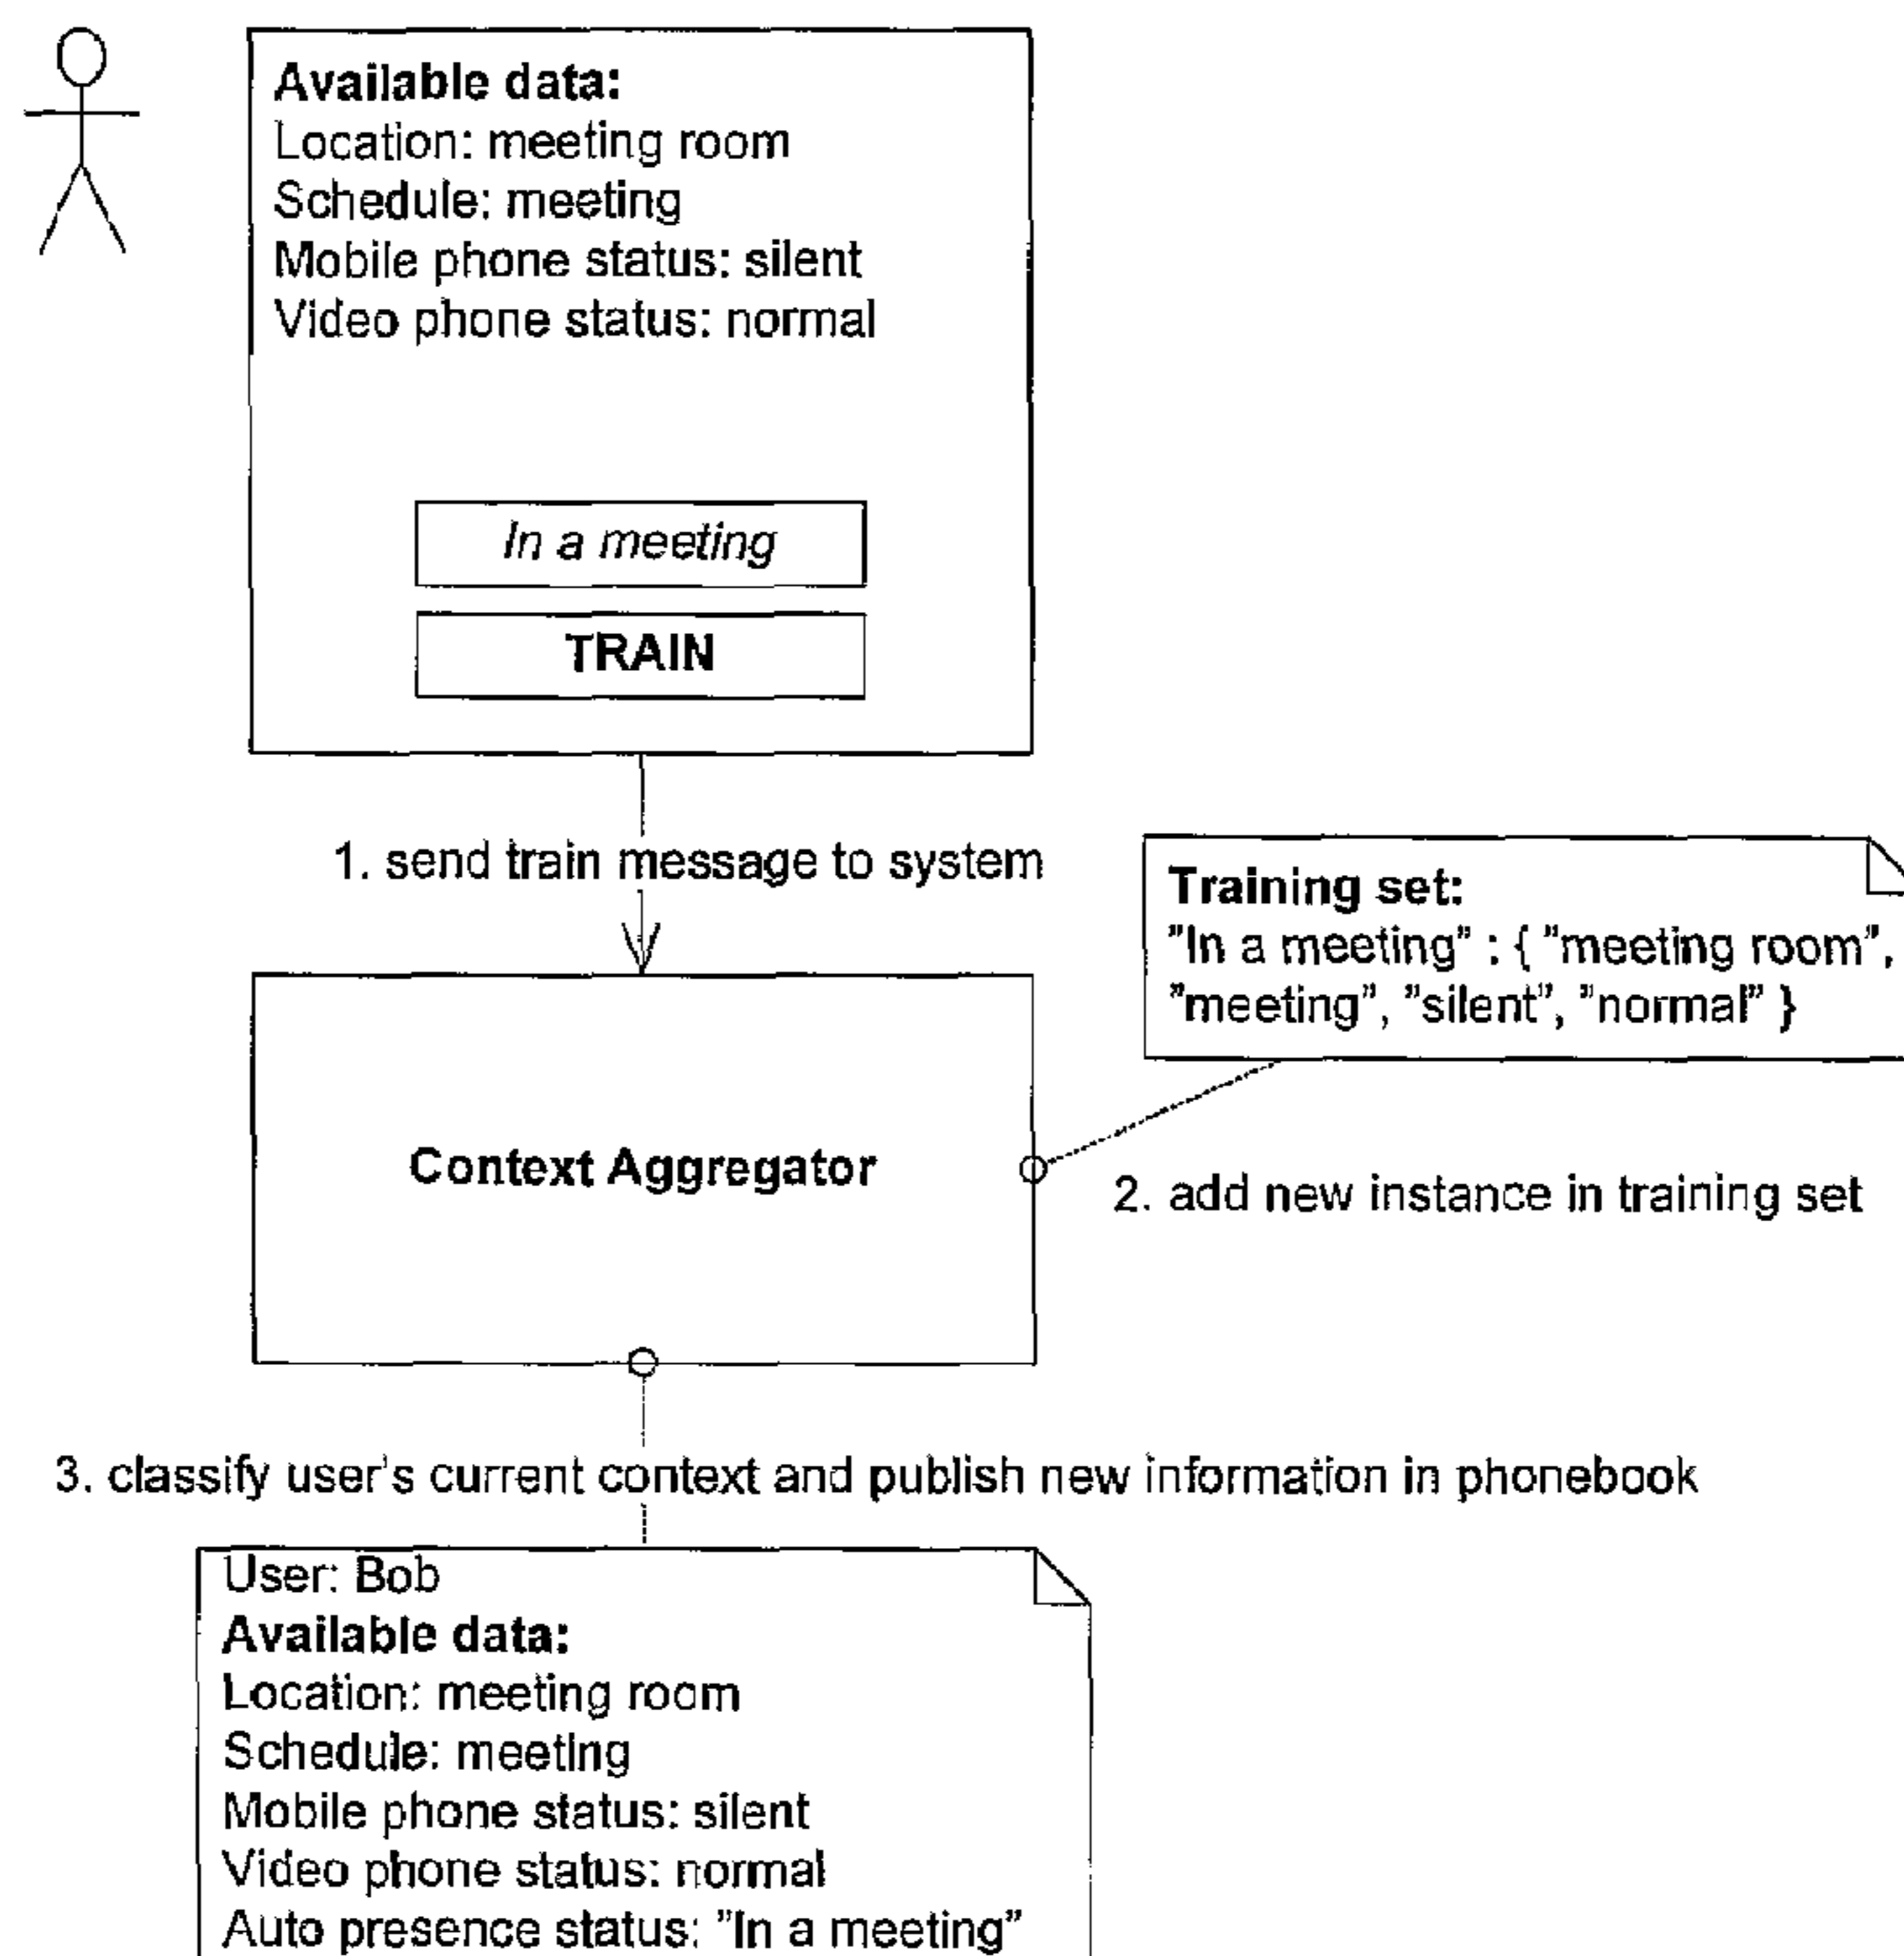 Available data:
Location: meeting room
Schedule: meeting
Mobile phone status: silent
Video phone status: normal
In a meeting
TRAIN
1. send train message to system
Training set:
"In a meeting" : { "meeting room",
"meeting", "silent", "normal" }
Context Aggregator
2. add new instance in training set
3. classify user's current context and publish new information in phonebook
User: Bob
Available data:
Location: meeting room
Schedule: meeting
Mobile phone status: silent
Video phone status: normal
Auto presence status: "In a meeting"